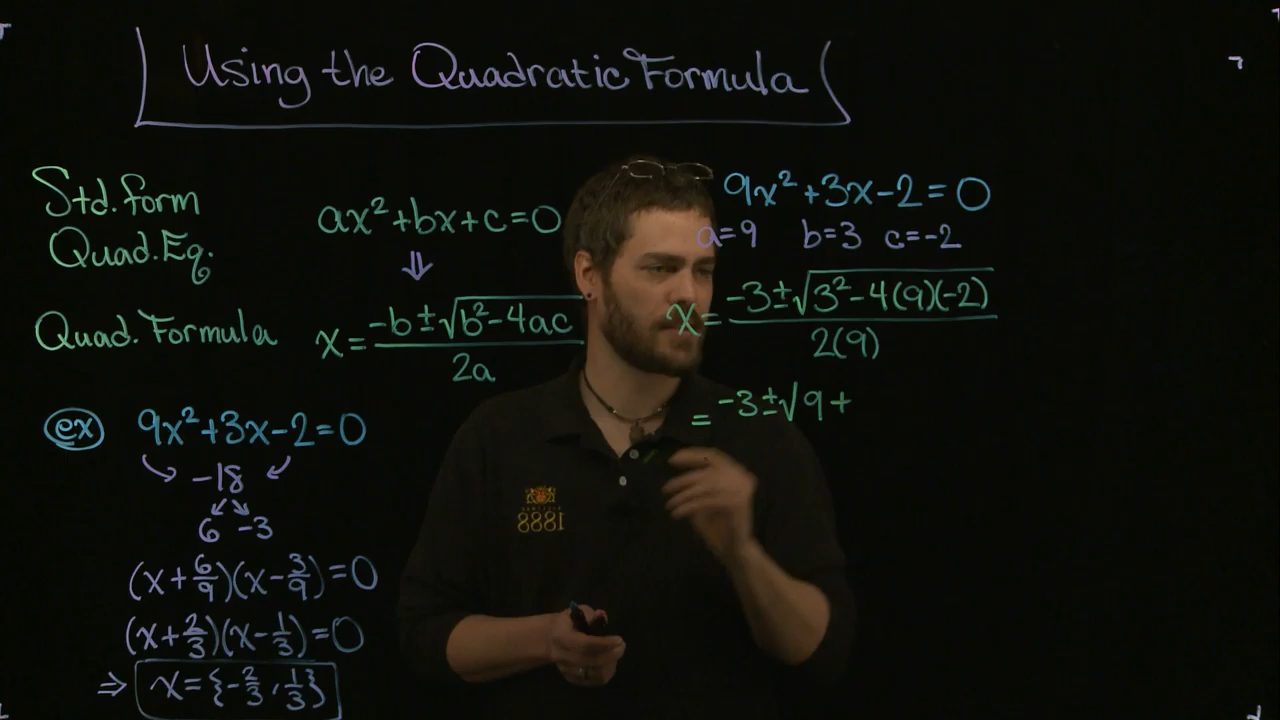 Using the Quadratic Formula
Std. form
Quad. Eq.
ax²+bx+c=0
⇓
Quad. Formula
x = (-b±√(b²-4ac))/(2a)
ex
9x²+3x-2=0
-18
6 -3
(x+6/9)(x-3/9)=0
(x+2/3)(x-1/3)=0
⇒ x={-2/3, 1/3}
9x²+3x-2=0
a=9 b=3 c=-2
x= (-3±√(3²-4(9)(-2)))/(2(9))
= -3±√9+
1888